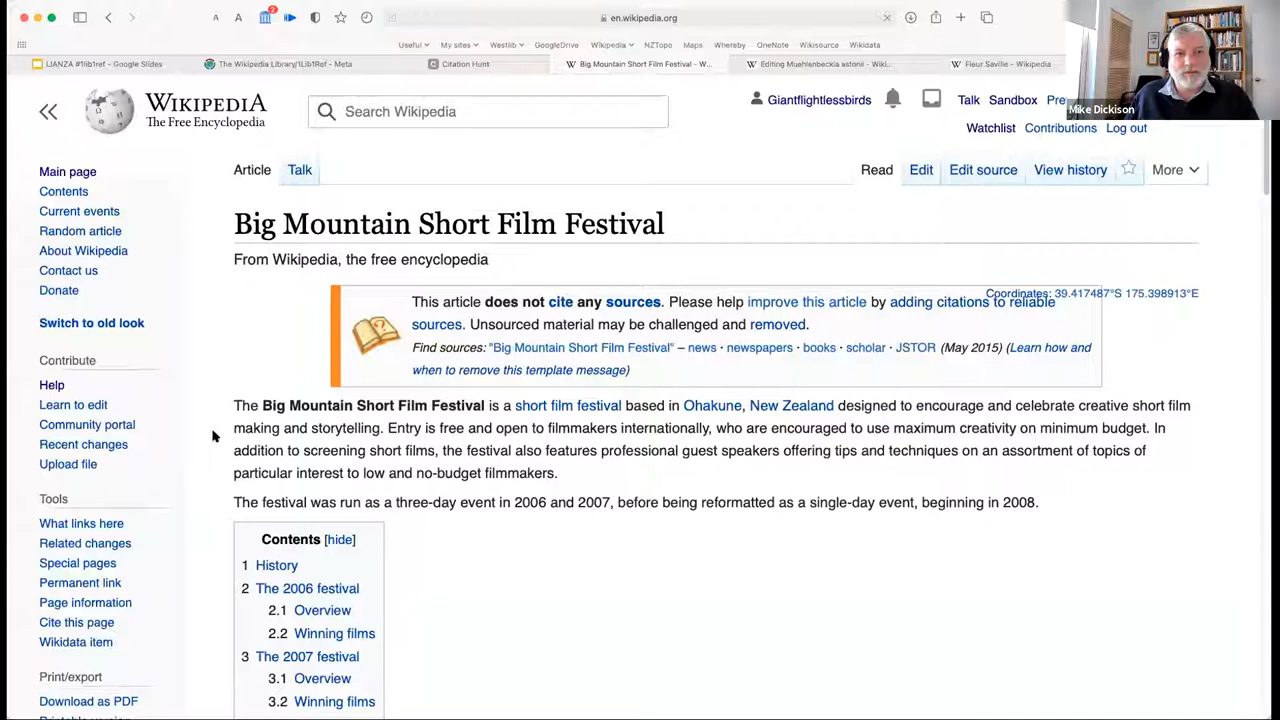 A A 2 en.wikipedia.org
Useful My sites Westlib GoogleDrive Wikipedia NZTopo Maps Whereby OneNote Wikisource Wikidata
LIANZA #1lib1ref - Google Slides The Wikipedia Library/1Lib1Ref - Meta Citation Hunt Big Mountain Short Film Festival - W... Editing Muehlenbeckia astonii - Wiki... Fleur Saville - Wikipedia
Mike Dickison
WIKIPEDIA
The Free Encyclopedia
Search Wikipedia
Giantflightlessbirds Talk Sandbox Pre
Watchlist Contributions Log out
Main page
Contents
Current events
Random article
About Wikipedia
Contact us
Donate
Switch to old look
Contribute
Help
Learn to edit
Community portal
Recent changes
Upload file
Tools
What links here
Related changes
Special pages
Permanent link
Page information
Cite this page
Wikidata item
Print/export
Download as PDF
Article Talk Read Edit Edit source View history More
Big Mountain Short Film Festival
From Wikipedia, the free encyclopedia
Coordinates: 39.417487°S 175.398913°E
This article does not cite any sources. Please help improve this article by adding citations to reliable
sources. Unsourced material may be challenged and removed.
Find sources: "Big Mountain Short Film Festival" – news · newspapers · books · scholar · JSTOR (May 2015) (Learn how and
when to remove this template message)
The Big Mountain Short Film Festival is a short film festival based in Ohakune, New Zealand designed to encourage and celebrate creative short film
making and storytelling. Entry is free and open to filmmakers internationally, who are encouraged to use maximum creativity on minimum budget. In
addition to screening short films, the festival also features professional guest speakers offering tips and techniques on an assortment of topics of
particular interest to low and no-budget filmmakers.
The festival was run as a three-day event in 2006 and 2007, before being reformatted as a single-day event, beginning in 2008.
Contents [hide]
1 History
2 The 2006 festival
2.1 Overview
2.2 Winning films
3 The 2007 festival
3.1 Overview
3.2 Winning films